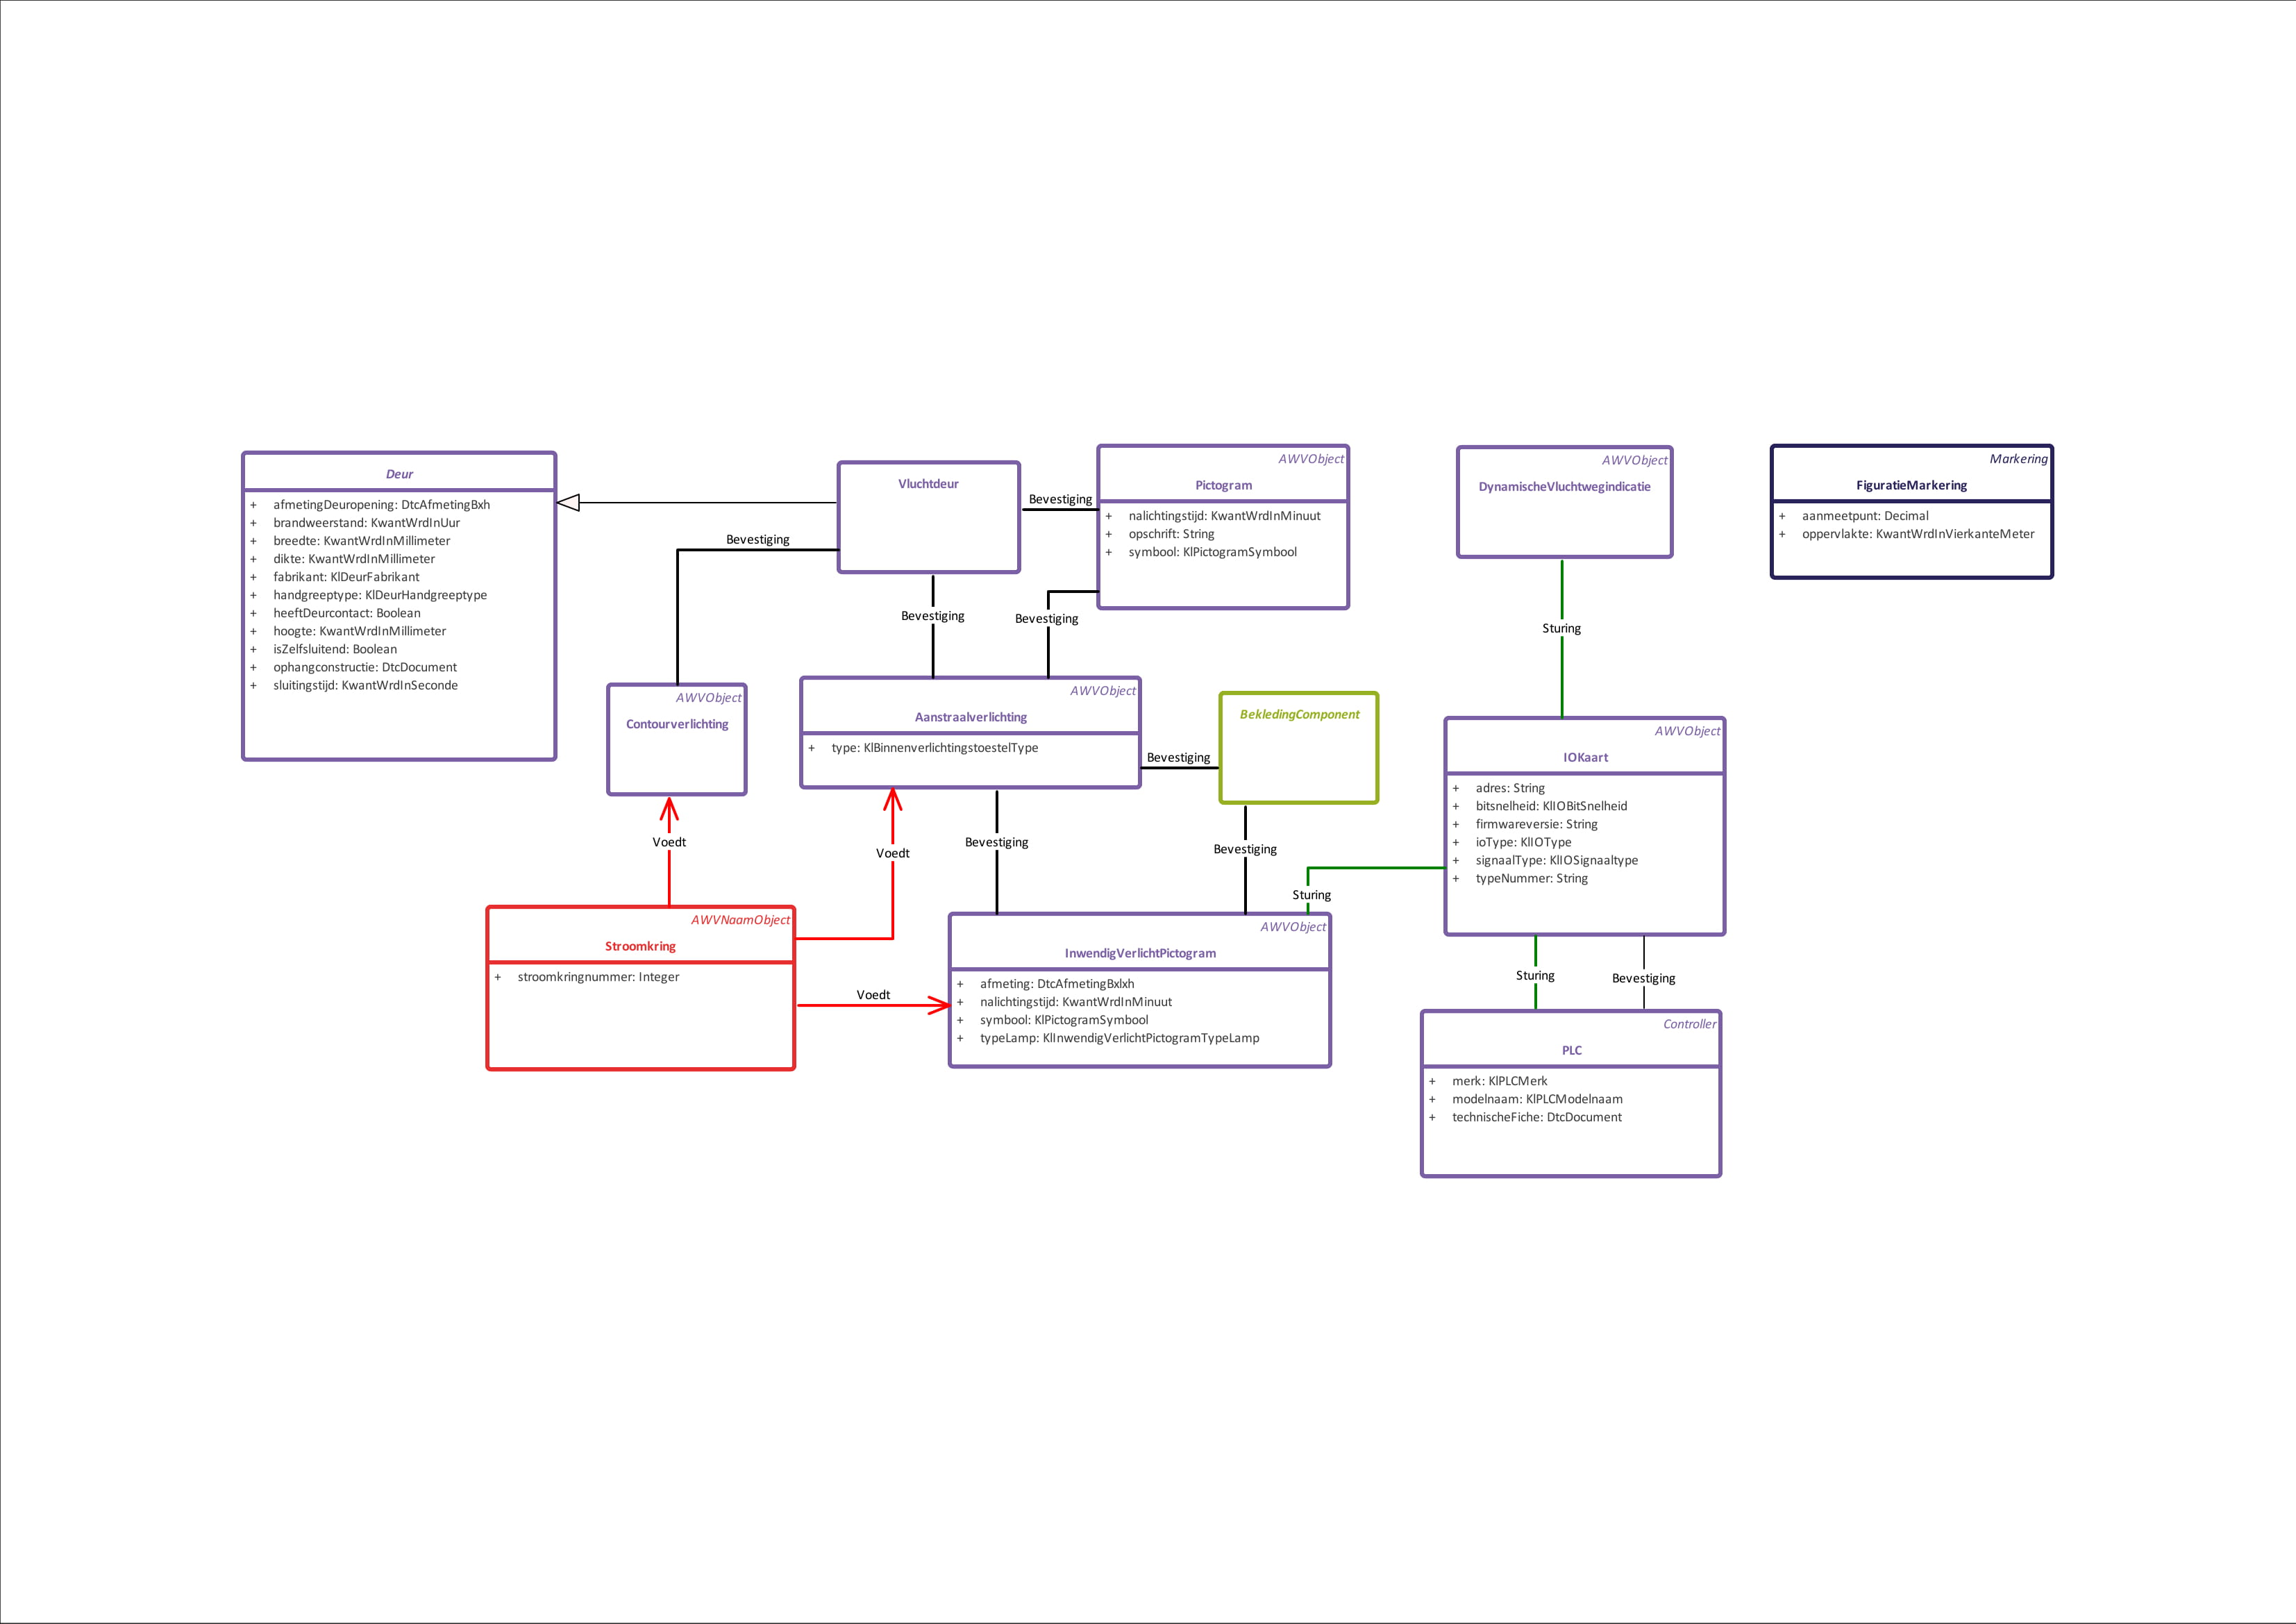 Deur
+ afmetingDeuropening: DtcAfmetingBxh
+ brandweerstand: KwantWrdInUur
+ breedte: KwantWrdInMillimeter
+ dikte: KwantWrdInMillimeter
+ fabrikant: KlDeurFabrikant
+ handgreeptype: KlDeurHandgreeptype
+ heeftDeurcontact: Boolean
+ hoogte: KwantWrdInMillimeter
+ isZelfsluitend: Boolean
+ ophangconstructie: DtcDocument
+ sluitingstijd: KwantWrdInSeconde
Vluchtdeur
Bevestiging
AWVObject
Pictogram
+ nalichtingstijd: KwantWrdInMinuut
+ opschrift: String
+ symbool: KlPictogramSymbool
AWVObject
DynamischeVluchtwegindicatie
Markering
FiguratieMarkering
+ aanmeetpunt: Decimal
+ oppervlakte: KwantWrdInVierkanteMeter
Bevestiging
Bevestiging
Bevestiging
Sturing
AWVObject
Contourverlichting
AWVObject
Aanstraalverlichting
+ type: KlBinnenverlichtingstoestelType
Bevestiging
BekledingComponent
AWVObject
IOKaart
+ adres: String
+ bitsnelheid: KlIOBitSnelheid
+ firmwareversie: String
+ ioType: KlIOType
+ signaalType: KlIOSignaaltype
+ typeNummer: String
Voedt
Voedt
Bevestiging
Bevestiging
Sturing
AWVNaamObject
Stroomkring
+ stroomkringnummer: Integer
Voedt
AWVObject
InwendigVerlichtPictogram
+ afmeting: DtcAfmetingBxlxh
+ nalichtingstijd: KwantWrdInMinuut
+ symbool: KlPictogramSymbool
+ typeLamp: KlInwendigVerlichtPictogramTypeLamp
Sturing
Bevestiging
Controller
PLC
+ merk: KlPLCMerk
+ modelnaam: KlPLCModelnaam
+ technischeFiche: DtcDocument